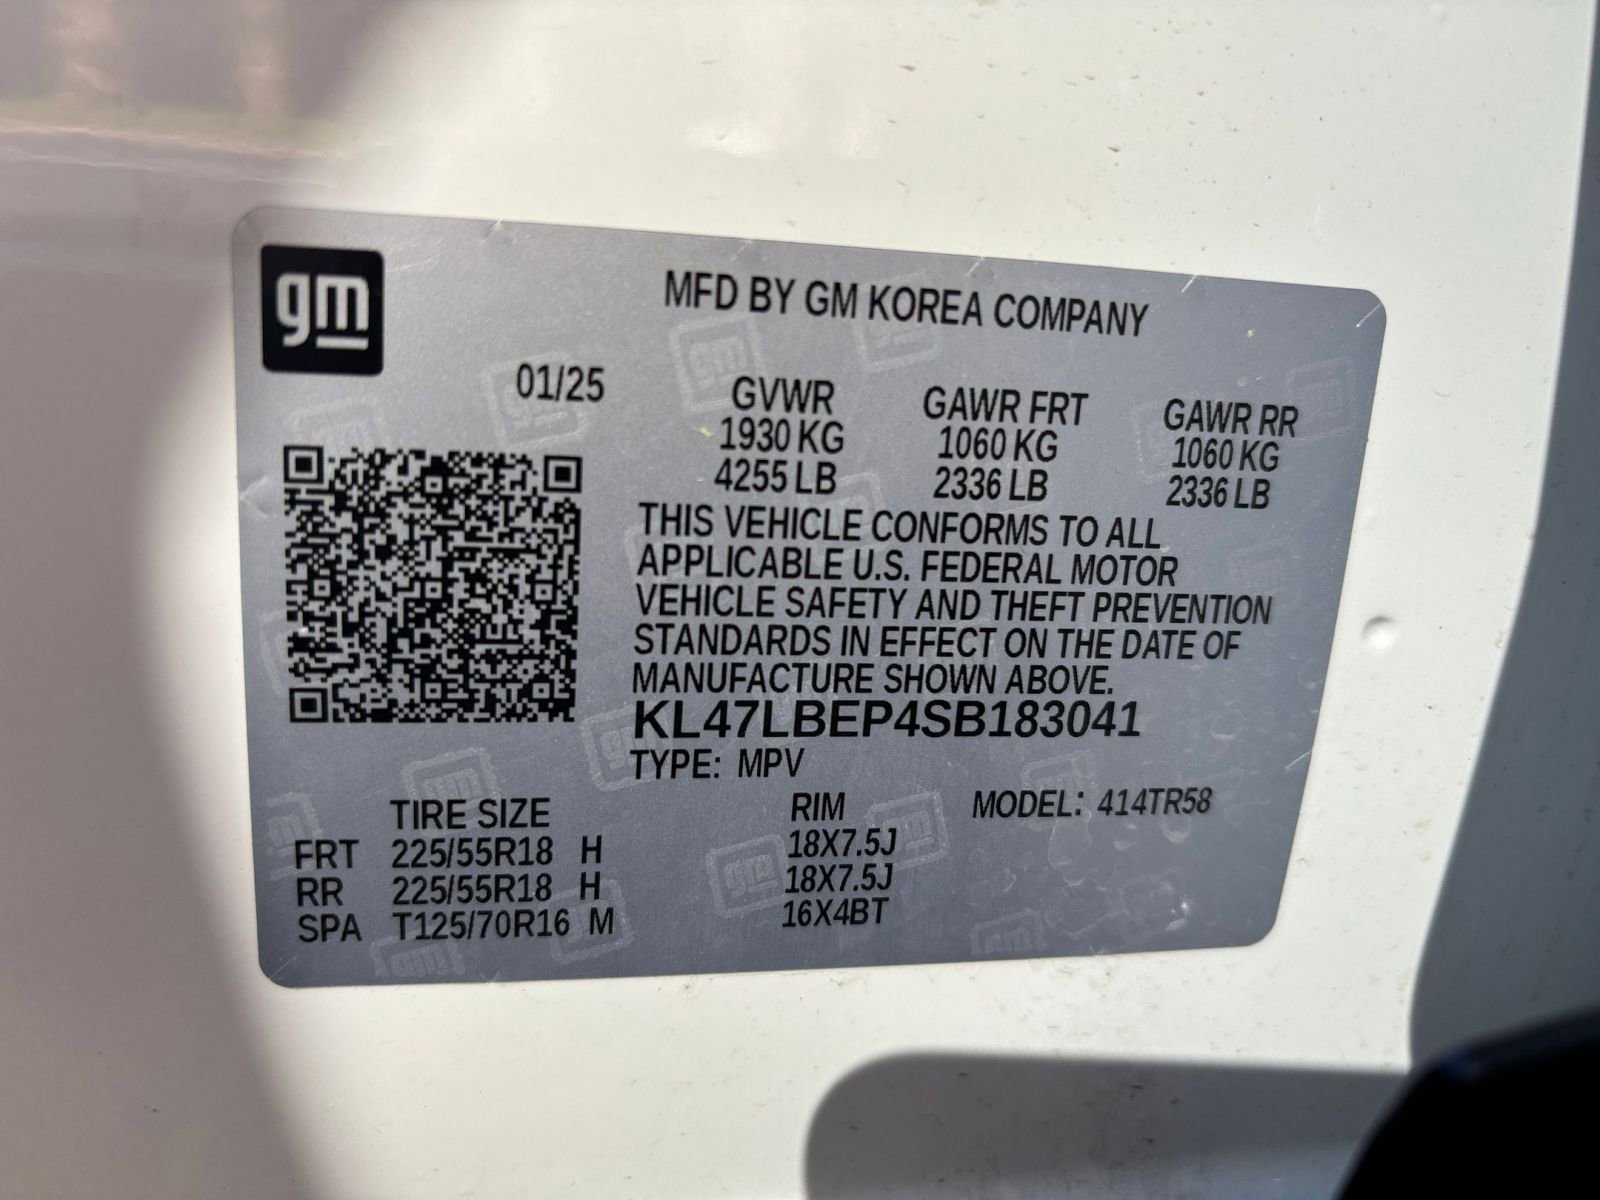 gm
MFD BY GM KOREA COMPANY
01/25
GVWR GAWR FRT GAWR RR
1930 KG 1060 KG 1060 KG
4255 LB 2336 LB 2336 LB
THIS VEHICLE CONFORMS TO ALL
APPLICABLE U.S. FEDERAL MOTOR
VEHICLE SAFETY AND THEFT PREVENTION
STANDARDS IN EFFECT ON THE DATE OF
MANUFACTURE SHOWN ABOVE.
KL47LBEP4SB183041
TYPE: MPV
TIRE SIZE RIM MODEL: 414TR58
FRT 225/55R18 H 18X7.5J
RR 225/55R18 H 18X7.5J
SPA T125/70R16 M 16X4BT